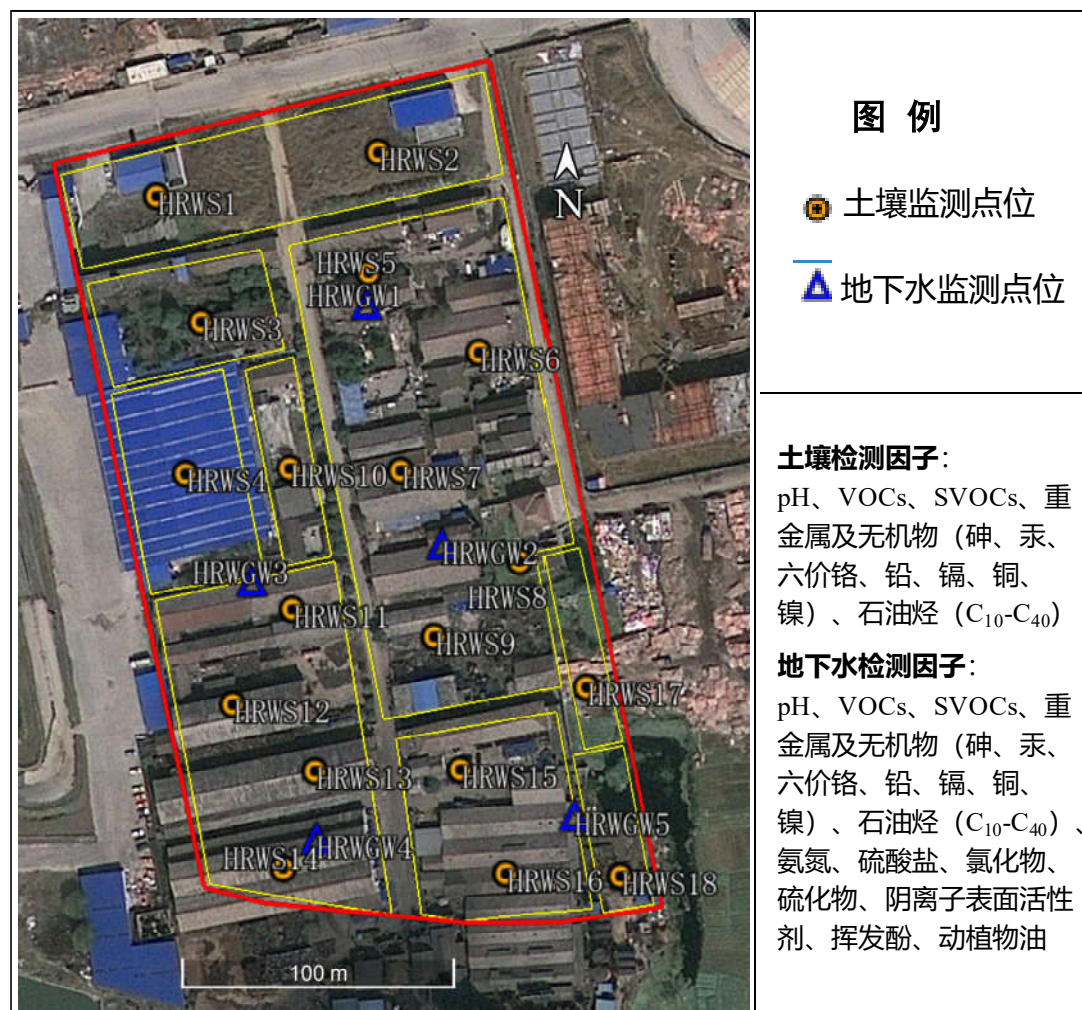 图 例
土壤监测点位
地下水监测点位
N
HRWS1
HRWS2
HRWS5
HRWGW1
HRWS3
HRWS6
HRWS4
HRWS10
HRWS7
HRWGW2
HRWGW3
HRWS8
HRWS11
HRWS9
HRWS17
HRWS12
HRWS13
HRWS15
HRWGW5
HRWGW4
HRWS14
HRWS16
HRWS18
100 m
土壤检测因子：
pH、VOCs、SVOCs、重
金属及无机物（砷、汞、
六价铬、铅、镉、铜、
镍）、石油烃（C₁₀-C₄₀）
地下水检测因子：
pH、VOCs、SVOCs、重
金属及无机物（砷、汞、
六价铬、铅、镉、铜、
镍）、石油烃（C₁₀-C₄₀）、
氨氮、硫酸盐、氯化物、
硫化物、阴离子表面活性
剂、挥发酚、动植物油